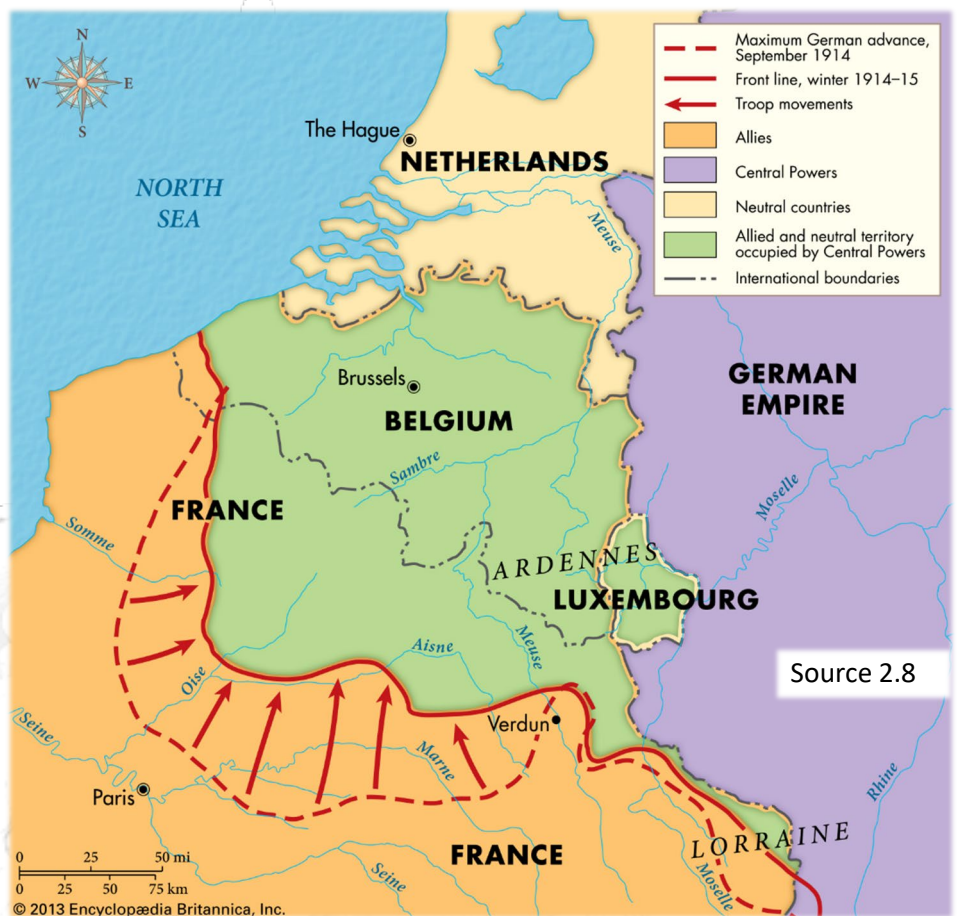 N
W
E
S
Maximum German advance,
September 1914
Front line, winter 1914–15
Troop movements
Allies
Central Powers
Neutral countries
Allied and neutral territory
occupied by Central Powers
International boundaries
The Hague
NETHERLANDS
NORTH
SEA
Meuse
Brussels
BELGIUM
GERMAN
EMPIRE
Sambre
Moselle
FRANCE
Somme
ARDENNES
LUXEMBOURG
Meuse
Aisne
Oise
Source 2.8
Seine
Verdun
Marne
Rhine
Paris
LORRAINE
FRANCE
Moselle
Seine
0 25 50 mi
0 25 50 75 km
© 2013 Encyclopædia Britannica, Inc.